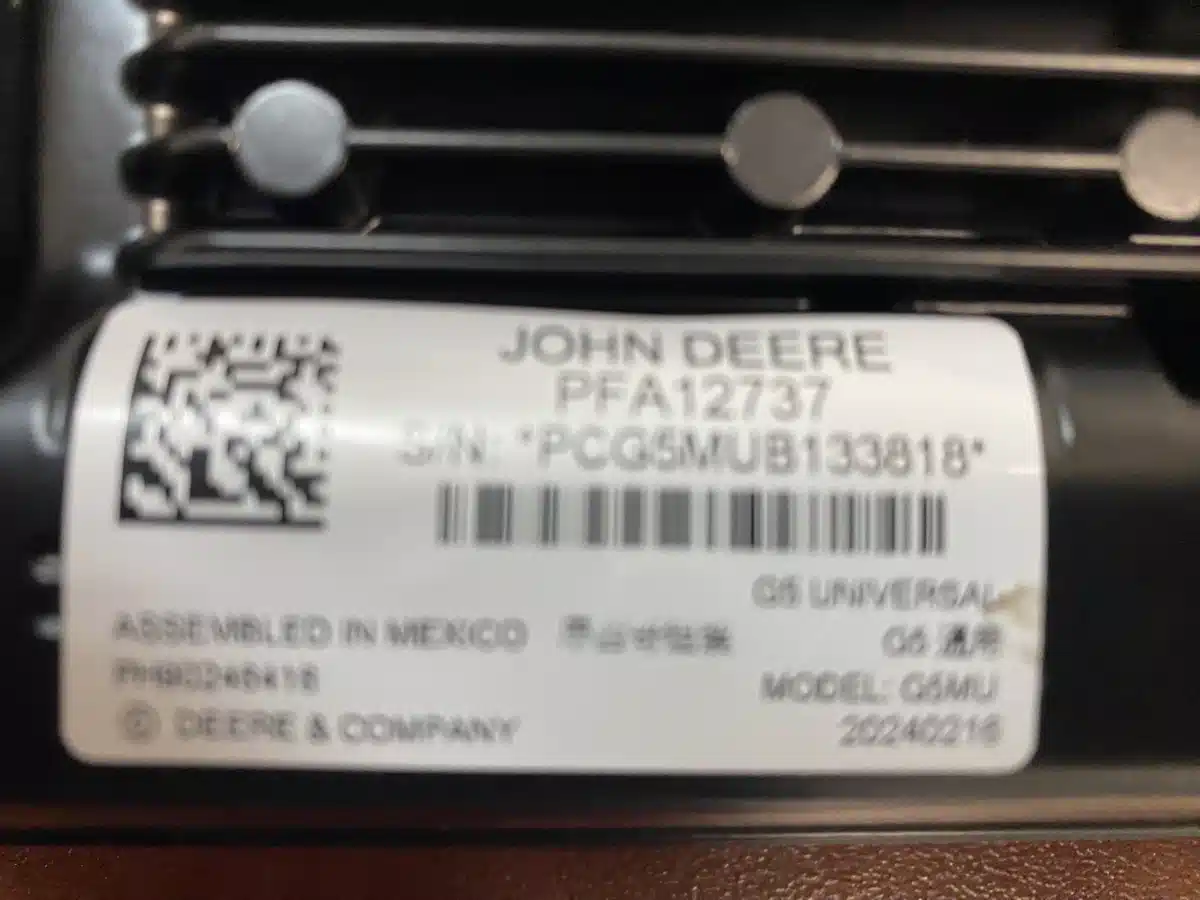 JOHN DEERE
PFA12737
S/N: *PCG5MUB133818*
G5 UNIVERSAL
ASSEMBLED IN MEXICO
G5 通用
MODEL: G5MU
© DEERE & COMPANY
20240216